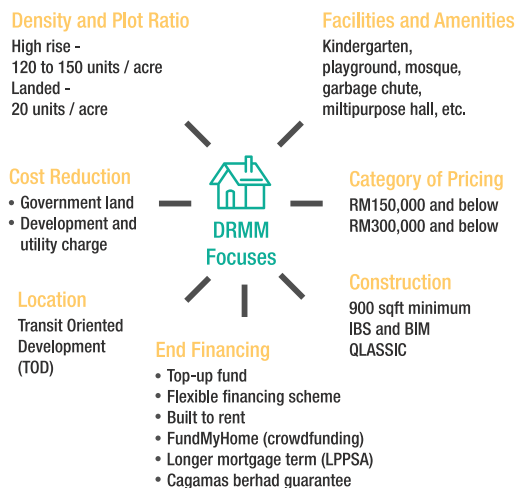 Density and Plot Ratio
High rise -
120 to 150 units / acre
Landed -
20 units / acre
Facilities and Amenities
Kindergarten,
playground, mosque,
garbage chute,
miltipurpose hall, etc.
Cost Reduction
• Government land
• Development and
utility charge
DRMM
Focuses
Category of Pricing
RM150,000 and below
RM300,000 and below
Location
Transit Oriented
Development
(TOD)
End Financing
• Top-up fund
• Flexible financing scheme
• Built to rent
• FundMyHome (crowdfunding)
• Longer mortgage term (LPPSA)
• Cagamas berhad guarantee
Construction
900 sqft minimum
IBS and BIM
QLASSIC